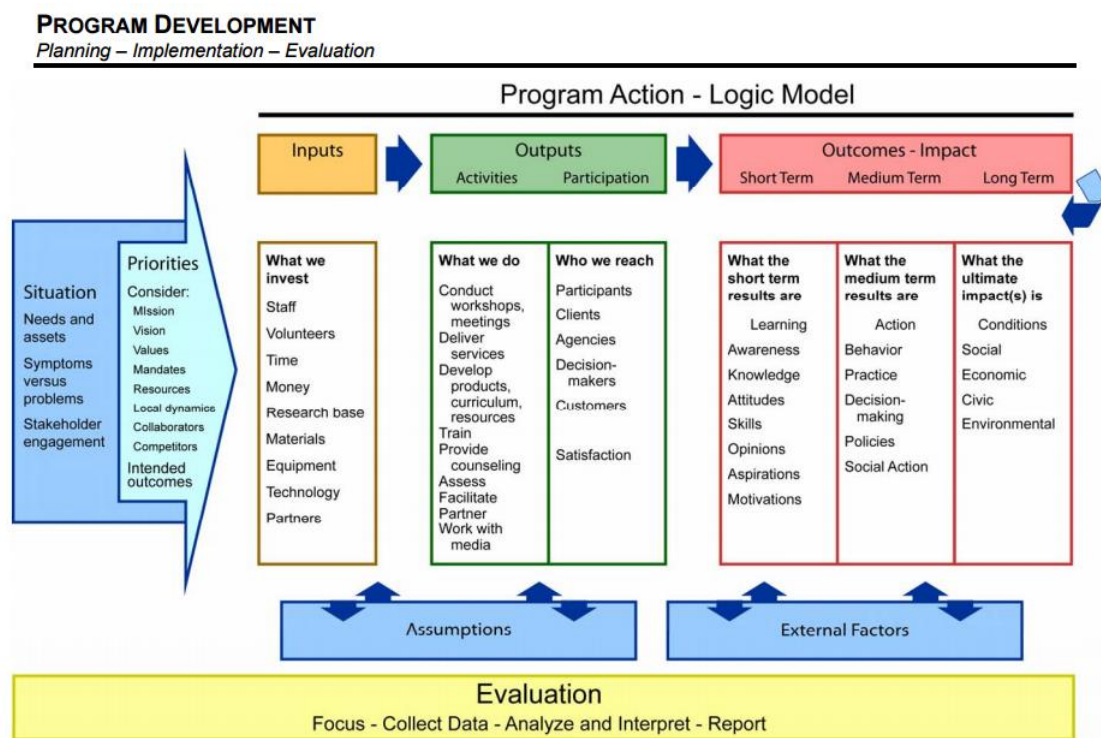 PROGRAM DEVELOPMENT
Planning – Implementation – Evaluation
Program Action - Logic Model
Inputs
Outputs
Activities Participation
Outcomes - Impact
Short Term Medium Term Long Term
Situation
Needs and
assets
Symptoms
versus
problems
Stakeholder
engagement
Priorities
Consider:
MIssion
Vision
Values
Mandates
Resources
Local dynamics
Collaborators
Competitors
Intended
outcomes
What we
invest
Staff
Volunteers
Time
Money
Research base
Materials
Equipment
Technology
Partners
What we do
Conduct
workshops,
meetings
Deliver
services
Develop
products,
curriculum,
resources
Train
Provide
counseling
Assess
Facilitate
Partner
Work with
media
Who we reach
Participants
Clients
Agencies
Decision-
makers
Customers
Satisfaction
What the
short term
results are
Learning
Awareness
Knowledge
Attitudes
Skills
Opinions
Aspirations
Motivations
What the
medium term
results are
Action
Behavior
Practice
Decision-
making
Policies
Social Action
What the
ultimate
impact(s) is
Conditions
Social
Economic
Civic
Environmental
Assumptions
External Factors
Evaluation
Focus - Collect Data - Analyze and Interpret - Report